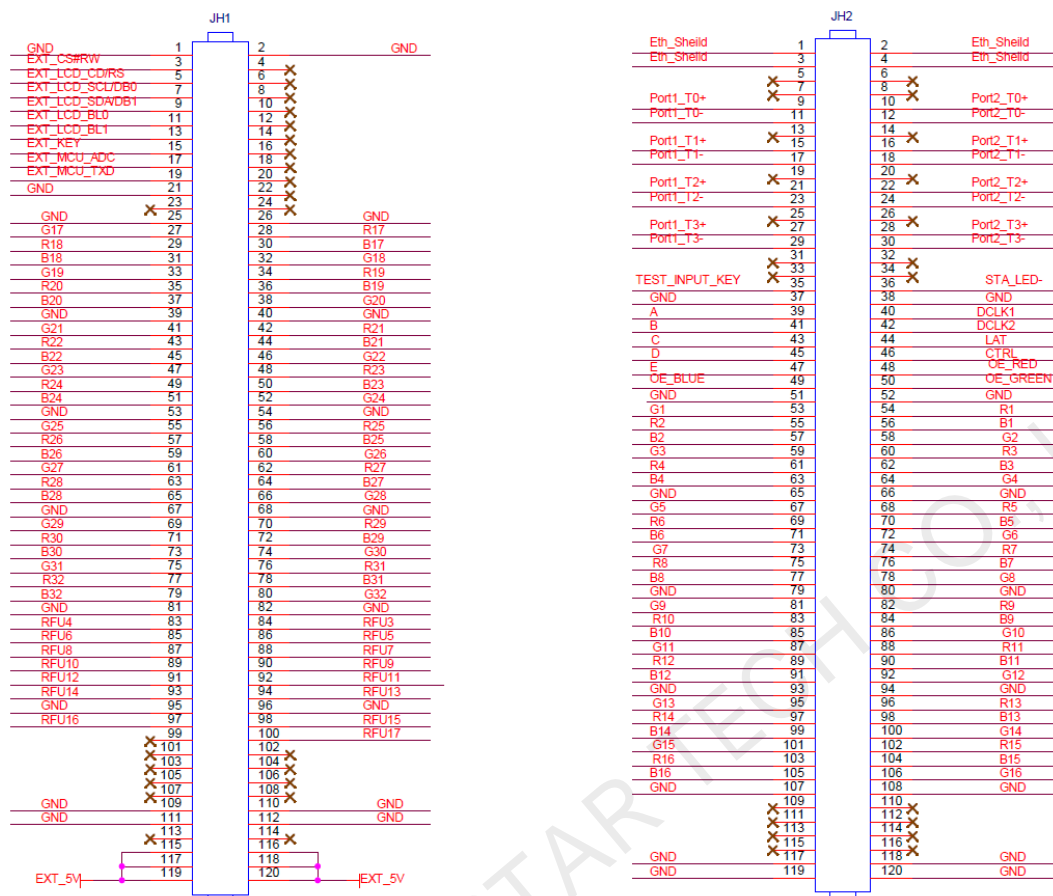 JH1
GND 1 2 GND
EXT_CS#RW 3 4
EXT_LCD_CD/RS 5 6
EXT_LCD_SCL/DB0 7 8
EXT_LCD_SDA/DB1 9 10
EXT_LCD_BL0 11 12
EXT_LCD_BL1 13 14
EXT_KEY 15 16
EXT_MCU_ADC 17 18
EXT_MCU_TXD 19 20
GND 21 22
23 24
GND 25 26 GND
G17 27 28 R17
R18 29 30 B17
B18 31 32 G18
G19 33 34 R19
R20 35 36 B19
B20 37 38 G20
GND 39 40 GND
G21 41 42 R21
R22 43 44 B21
B22 45 46 G22
G23 47 48 R23
R24 49 50 B23
B24 51 52 G24
GND 53 54 GND
G25 55 56 R25
R26 57 58 B25
B26 59 60 G26
G27 61 62 R27
R28 63 64 B27
B28 65 66 G28
GND 67 68 GND
G29 69 70 R29
R30 71 72 B29
B30 73 74 G30
G31 75 76 R31
R32 77 78 B31
B32 79 80 G32
GND 81 82 GND
RFU4 83 84 RFU3
RFU6 85 86 RFU5
RFU8 87 88 RFU7
RFU10 89 90 RFU9
RFU12 91 92 RFU11
RFU14 93 94 RFU13
GND 95 96 GND
RFU16 97 98 RFU15
99 100 RFU17
101 102
103 104
105 106
107 108
GND 109 110 GND
GND 111 112 GND
113 114
115 116
117 118
EXT_5V 119 120 EXT_5V
JH2
Eth_Sheild 1 2 Eth_Sheild
Eth_Sheild 3 4 Eth_Sheild
5 6
7 8
Port1_T0+ 9 10 Port2_T0+
Port1_T0- 11 12 Port2_T0-
13 14
Port1_T1+ 15 16 Port2_T1+
Port1_T1- 17 18 Port2_T1-
19 20
Port1_T2+ 21 22 Port2_T2+
Port1_T2- 23 24 Port2_T2-
25 26
Port1_T3+ 27 28 Port2_T3+
Port1_T3- 29 30 Port2_T3-
31 32
33 34
TEST_INPUT_KEY 35 36 STA_LED-
GND 37 38 GND
A 39 40 DCLK1
B 41 42 DCLK2
C 43 44 LAT
D 45 46 CTRL
E 47 48 OE_RED
OE_BLUE 49 50 OE_GREEN
GND 51 52 GND
G1 53 54 R1
R2 55 56 B1
B2 57 58 G2
G3 59 60 R3
R4 61 62 B3
B4 63 64 G4
GND 65 66 GND
G5 67 68 R5
R6 69 70 B5
B6 71 72 G6
G7 73 74 R7
R8 75 76 B7
B8 77 78 G8
GND 79 80 GND
G9 81 82 R9
R10 83 84 B9
B10 85 86 G10
G11 87 88 R11
R12 89 90 B11
B12 91 92 G12
GND 93 94 GND
G13 95 96 R13
R14 97 98 B13
B14 99 100 G14
G15 101 102 R15
R16 103 104 B15
B16 105 106 G16
GND 107 108 GND
109 110
111 112
113 114
115 116
GND 117 118 GND
GND 119 120 GND
TAR TECH CO.,